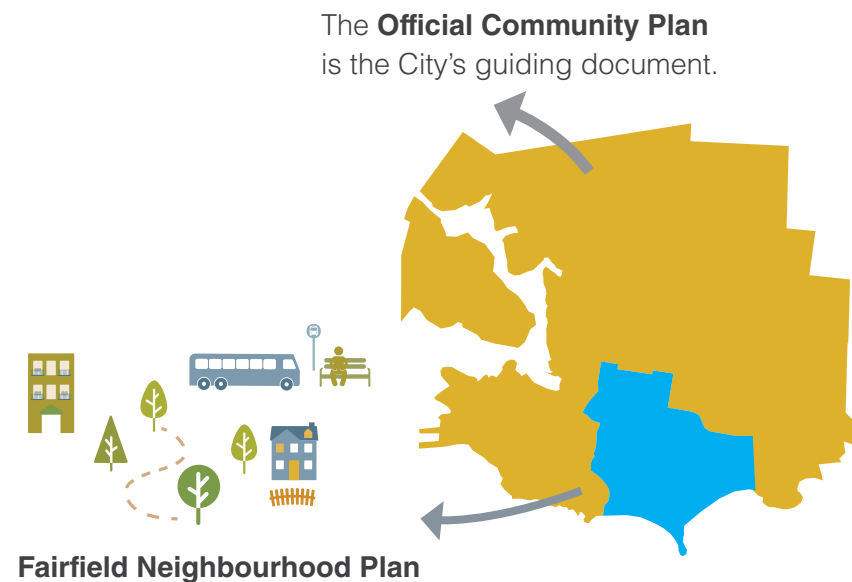 The Official Community Plan
is the City's guiding document.
Fairfield Neighbourhood Plan